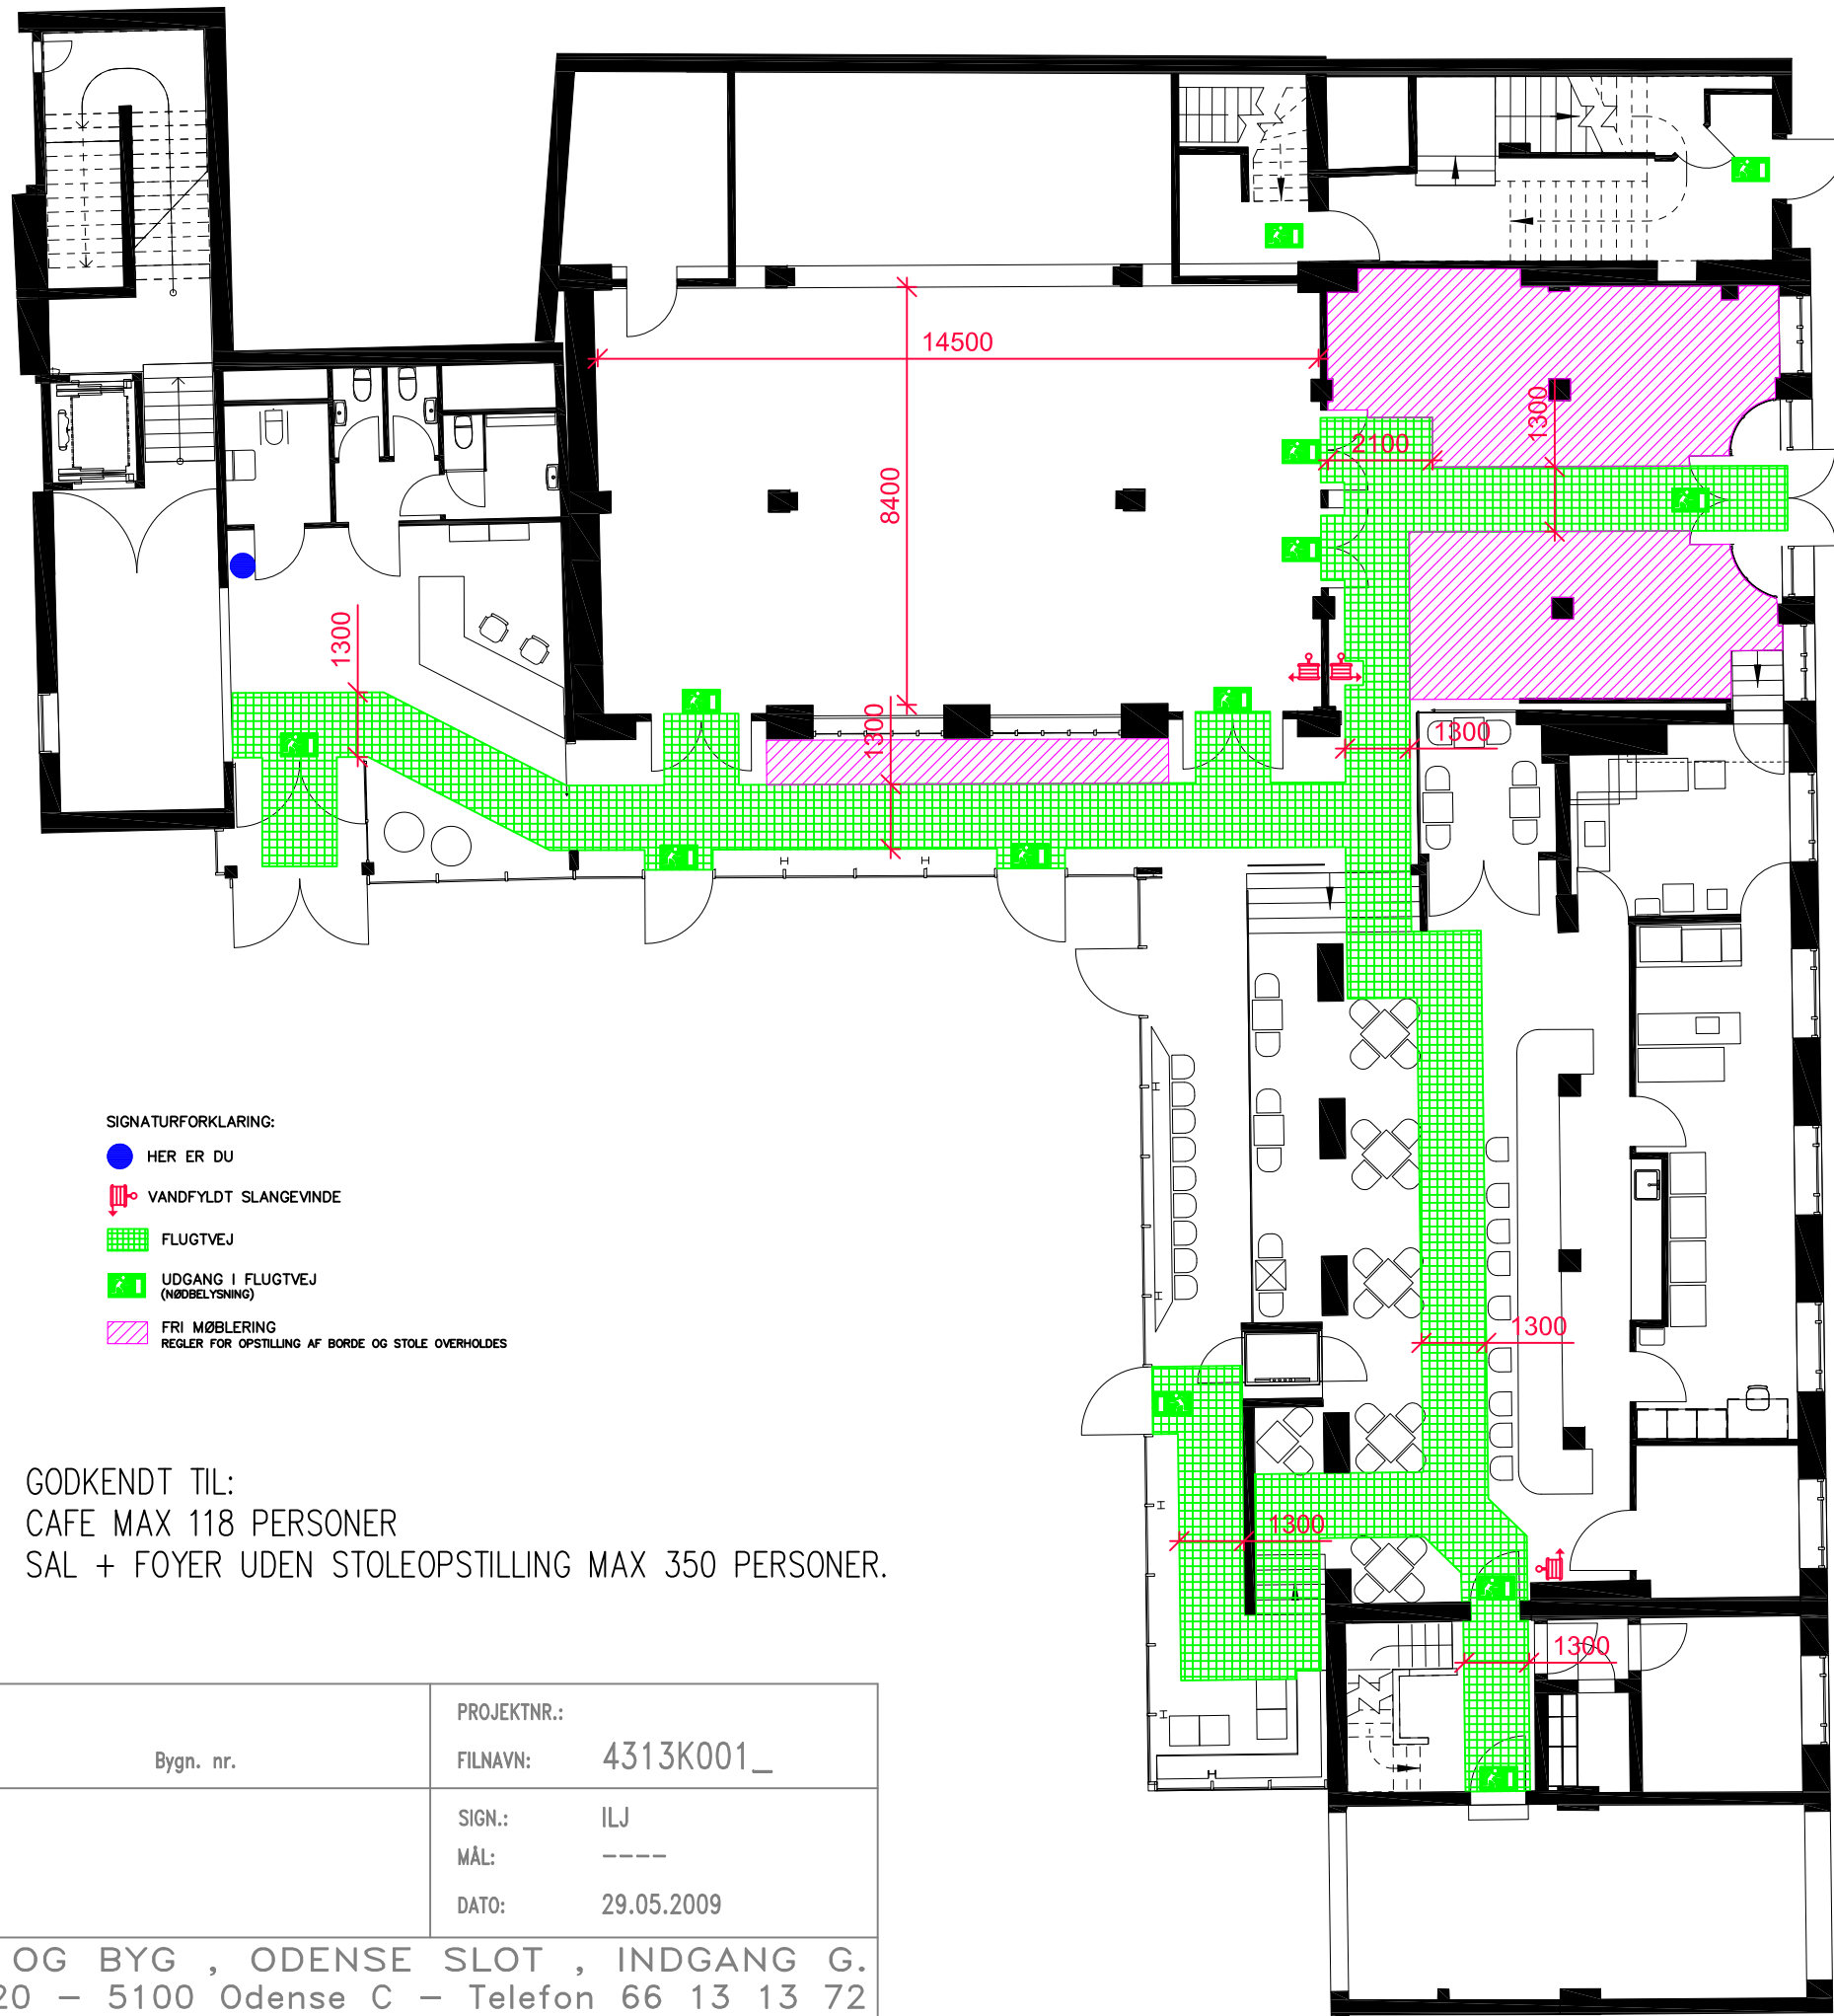 14500
8400
2100
1300
1300
1300
1300
1300
1300
1300
1300
SIGNATURFORKLARING:
HER ER DU
VANDFYLDT SLANGEVINDE
FLUGTVEJ
UDGANG I FLUGTVEJ
(NØDBELYSNING)
FRI MØBLERING
REGLER FOR OPSTILLING AF BORDE OG STOLE OVERHOLDES
GODKENDT TIL:
CAFE MAX 118 PERSONER
SAL + FOYER UDEN STOLEOPSTILLING MAX 350 PERSONER.
Bygn. nr.
PROJEKTNR.:
FILNAVN: 4313K001_
SIGN.: ILJ
MÅL: ----
DATO: 29.05.2009
OG BYG , ODENSE SLOT , INDGANG G.
20 – 5100 Odense C – Telefon 66 13 13 72